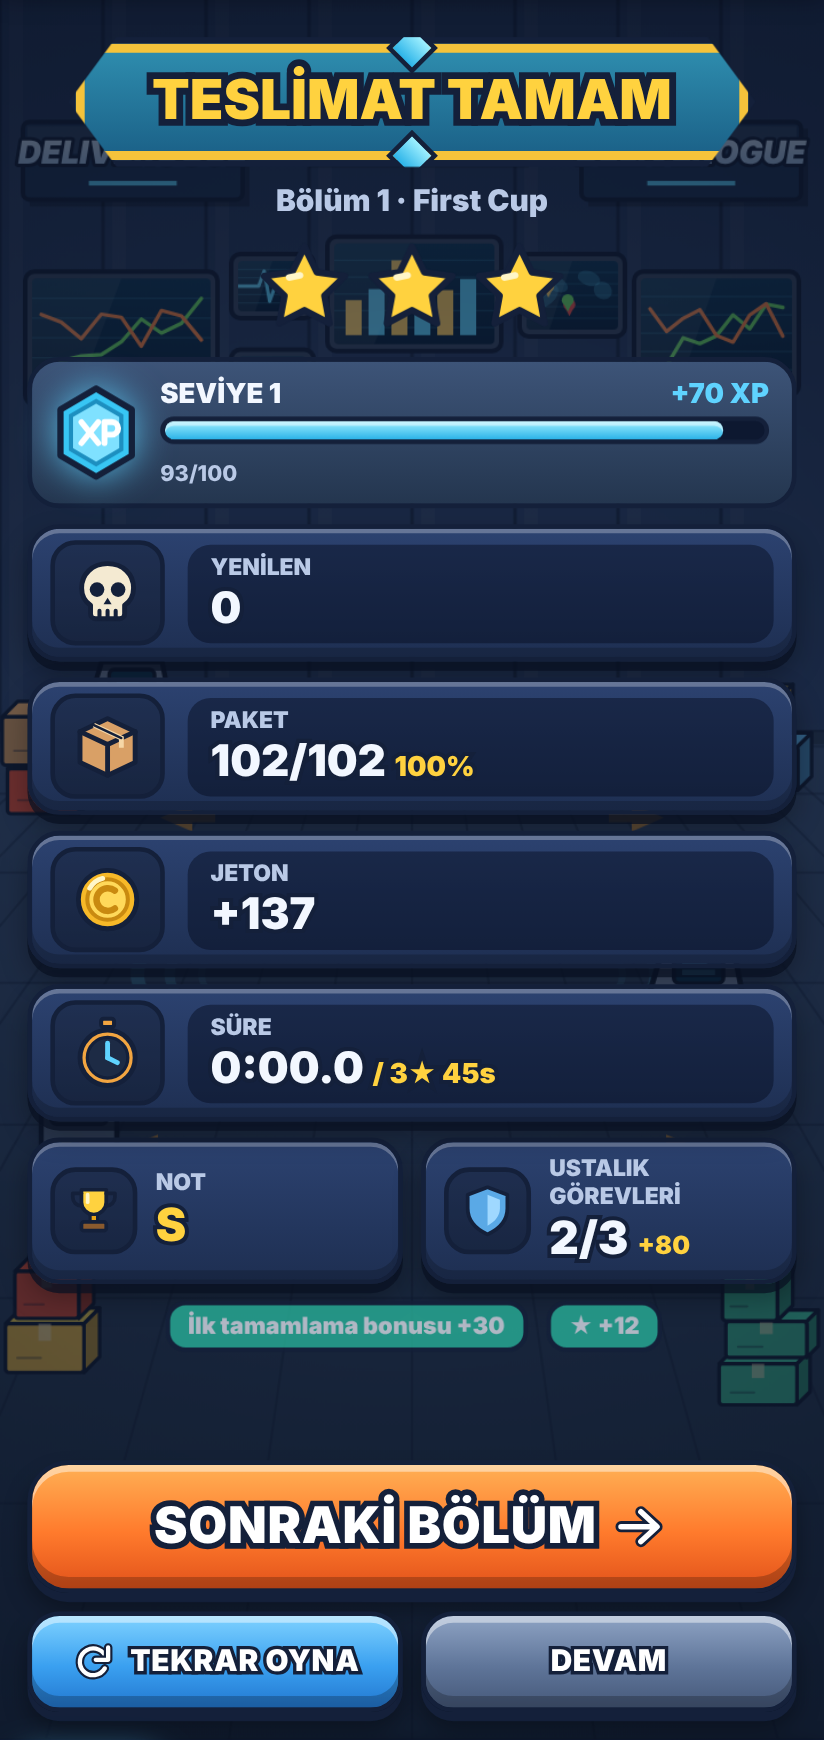 TESLİMAT TAMAM
DELIV
OGUE
Bölüm 1 · First Cup
XP
SEVİYE 1
+70 XP
93/100
YENİLEN
0
PAKET
102/102 100%
JETON
+137
SÜRE
0:00.0 / 3★ 45s
NOT
S
USTALIK
GÖREVLERİ
2/3 +80
İlk tamamlama bonusu +30
★ +12
SONRAKİ BÖLÜM →
TEKRAR OYNA
DEVAM